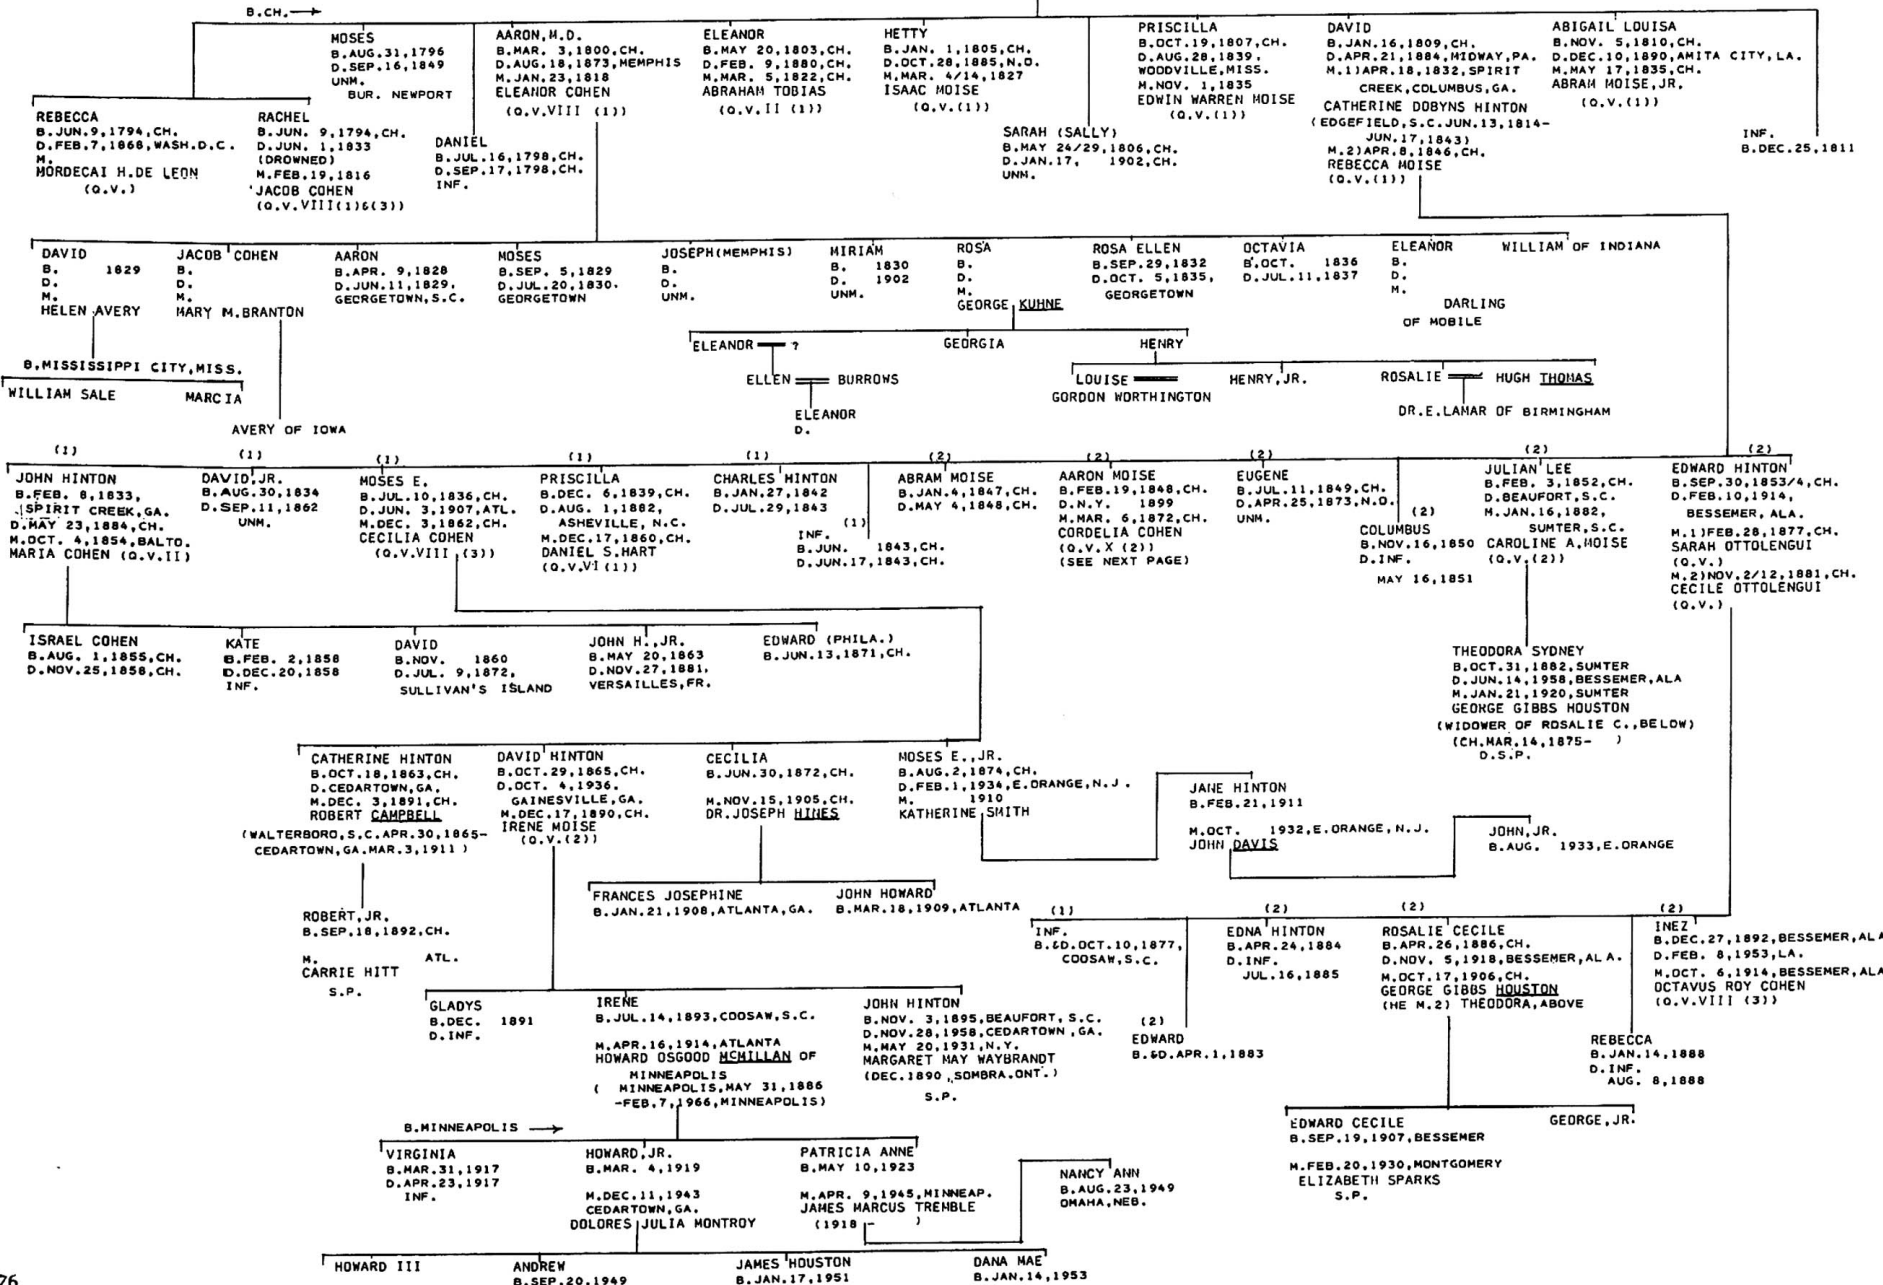 B.CH.→
REBECCA
B.JUN.9,1794,CH.
D.FEB.7,1868,WASH.D.C.
M.
MORDECAI H.DE LEON
(Q.V.)
RACHEL
B.JUN. 9,1794,CH.
D.JUN. 1,1833
(DROWNED)
M.FEB.19,1816
JACOB COHEN
(Q.V.VIII(1)&(3))
MOSES
B.AUG.31,1796
D.SEP.16,1849
UNM.
BUR. NEWPORT
DANIEL
B.JUL.16,1798,CH.
D.SEP.17,1798,CH.
INF.
AARON,M.D.
B.MAR. 3,1800,CH.
D.AUG.18,1873,MEMPHIS
M.JAN.23,1818
ELEANOR COHEN
(Q.V.VIII (1))
ELEANOR
B.MAY 20,1803,CH.
D.FEB. 9,1880,CH.
M.MAR. 5,1822,CH.
ABRAHAM TOBIAS
(Q.V.II (1))
HETTY
B.JAN. 1,1805,CH.
D.OCT.28,1885,N.O.
M.MAR. 4/14,1827
ISAAC MOISE
(Q.V.(1))
SARAH (SALLY)
B.MAY 24/29,1806,CH.
D.JAN.17, 1902,CH.
UNM.
PRISCILLA
B.OCT.19,1807,CH.
D.AUG.28,1839,
WOODVILLE,MISS.
M.NOV. 1,1835
EDWIN WARREN MOISE
(Q.V.(1))
DAVID
B.JAN.16,1809,CH.
D.APR.21,1884,MIDWAY,PA.
M.1)APR.18,1832,SPIRIT
CREEK,COLUMBUS,GA.
CATHERINE DOBYNS HINTON
(EDGEFIELD,S.C.JUN.13,1814-
JUN.17,1843)
M.2)APR.8,1846,CH.
REBECCA MOISE
(Q.V.(1))
ABIGAIL LOUISA
B.NOV. 5,1810,CH.
D.DEC.10,1890,AMITA CITY,LA.
M.MAY 17,1835,CH.
ABRAM MOISE,JR.
(Q.V.(1))
INF.
B.DEC.25,1811
DAVID
B. 1829
D.
M.
HELEN AVERY
JACOB COHEN
B.
D.
M.
MARY M.BRANTON
AARON
B.APR. 9,1828
D.JUN.11,1829,
GEORGETOWN,S.C.
MOSES
B.SEP. 5,1829
D.JUL.20,1830.
GEORGETOWN
JOSEPH(MEMPHIS)
B.
D.
UNM.
MIRIAM
B. 1830
D. 1902
UNM.
ROSA
B.
D.
M.
GEORGE KUHNE
ROSA ELLEN
B.SEP.29,1832
D.OCT. 5,1835,
GEORGETOWN
OCTAVIA
B.OCT. 1836
D.JUL.11,1837
ELEANOR
B.
D.
M.
DARLING
OF MOBILE
WILLIAM OF INDIANA
B.MISSISSIPPI CITY,MISS.
WILLIAM SALE
MARCIA
AVERY OF IOWA
ELEANOR ?
GEORGIA
HENRY
ELLEN BURROWS
ELEANOR
D.
LOUISE
GORDON WORTHINGTON
HENRY,JR.
ROSALIE HUGH THOMAS
DR.E.LAMAR OF BIRMINGHAM
(1)
JOHN HINTON
B.FEB. 8,1833,
SPIRIT CREEK,GA.
D.MAY 23,1884,CH.
M.OCT. 4,1854,BALTO.
MARIA COHEN (Q.V.II)
(1)
DAVID,JR.
B.AUG.30,1834
D.SEP.11,1862
UNM.
(1)
MOSES E.
B.JUL.10,1836,CH.
D.JUN. 3,1907,ATL.
M.DEC. 3,1862,CH.
CECILIA COHEN
(Q.V.VIII (3))
(1)
PRISCILLA
B.DEC. 6,1839,CH.
D.AUG. 1,1882,
ASHEVILLE, N.C.
M.DEC.17,1860,CH.
DANIEL S.HART
(Q.V.VI (1))
(1)
CHARLES HINTON
B.JAN.27,1842
D.JUL.29,1843
(1)
INF.
B.JUN. 1843,CH.
D.JUN.17,1843,CH.
(2)
ABRAM MOISE
B.JAN.4,1847,CH.
D.MAY 4,1848,CH.
(2)
AARON MOISE
B.FEB.19,1848,CH.
D.N.Y. 1899
M.MAR. 6,1872,CH.
CORDELIA COHEN
(Q.V.X (2))
(SEE NEXT PAGE)
(2)
EUGENE
B.JUL.11,1849,CH.
D.APR.25,1873,N.O.
UNM.
(2)
COLUMBUS
B.NOV.16,1850
D.INF.
MAY 16,1851
(2)
JULIAN LEE
B.FEB. 3,1852,CH.
D.BEAUFORT,S.C.
M.JAN.16,1882,
SUMTER,S.C.
CAROLINE A.MOISE
(Q.V.(2))
(2)
EDWARD HINTON
B.SEP.30,1853/4,CH.
D.FEB.10,1914,
BESSEMER, ALA.
M.1)FEB.28,1877,CH.
SARAH OTTOLENGUI
(Q.V.)
M.2)NOV.2/12,1881,CH.
CECILE OTTOLENGUI
(Q.V.)
ISRAEL COHEN
B.AUG. 1,1855,CH.
D.NOV.25,1858,CH.
KATE
B.FEB. 2,1858
D.DEC.20,1858
INF.
DAVID
B.NOV. 1860
D.JUL. 9,1872,
SULLIVAN'S ISLAND
JOHN H.,JR.
B.MAY 20,1863
D.NOV.27,1881,
VERSAILLES,FR.
EDWARD (PHILA.)
B.JUN.13,1871,CH.
THEODORA SYDNEY
B.OCT.31,1882,SUMTER
D.JUN.14,1958,BESSEMER,ALA
M.JAN.21,1920,SUMTER
GEORGE GIBBS HOUSTON
(WIDOWER OF ROSALIE C.,BELOW)
(CH.MAR.14,1875- )
D.S.P.
CATHERINE HINTON
B.OCT.18,1863,CH.
D.CEDARTOWN,GA.
M.DEC. 3,1891,CH.
ROBERT CAMPBELL
(WALTERBORO,S.C.APR.30,1865-
CEDARTOWN,GA.MAR.3,1911)
DAVID HINTON
B.OCT.29,1865,CH.
D.OCT. 4,1936.
GAINESVILLE,GA.
M.DEC.17,1890,CH.
IRENE MOISE
(Q.V.(2))
CECILIA
B.JUN.30,1872,CH.
M.NOV.15,1905,CH.
DR.JOSEPH HINES
MOSES E.,JR.
B.AUG.2,1874,CH.
D.FEB.1,1934,E.ORANGE,N.J.
M. 1910
KATHERINE SMITH
JANE HINTON
B.FEB.21,1911
M.OCT. 1932,E.ORANGE,N.J.
JOHN DAVIS
JOHN,JR.
B.AUG. 1933,E.ORANGE
ROBERT,JR.
B.SEP.18,1892,CH.
M. ATL.
CARRIE HITT
S.P.
FRANCES JOSEPHINE
B.JAN.21,1908,ATLANTA,GA.
JOHN HOWARD
B.MAR.18,1909,ATLANTA
(1)
INF.
B.&D.OCT.10,1877,
COOSAW,S.C.
(2)
EDWARD
B.&D.APR.1,1883
(2)
EDNA HINTON
B.APR.24,1884
D.INF.
JUL.16,1885
(2)
ROSALIE CECILE
B.APR.26,1886,CH.
D.NOV. 5,1918,BESSEMER,ALA.
M.OCT.17,1906,CH.
GEORGE GIBBS HOUSTON
(HE M.2) THEODORA,ABOVE
REBECCA
B.JAN.14,1888
D.INF.
AUG. 8,1888
(2)
INEZ
B.DEC.27,1892,BESSEMER,ALA
D.FEB. 8,1953,LA.
M.OCT. 6,1914,BESSEMER,ALA
OCTAVUS ROY COHEN
(Q.V.VIII (3))
GLADYS
B.DEC. 1891
D.INF.
IRENE
B.JUL.14,1893,COOSAW,S.C.
M.APR.16,1914,ATLANTA
HOWARD OSGOOD MCMILLAN OF
MINNEAPOLIS
( MINNEAPOLIS,MAY 31,1886
-FEB.7,1966,MINNEAPOLIS)
JOHN HINTON
B.NOV. 3,1895,BEAUFORT, S.C.
D.NOV.28,1958,CEDARTOWN,GA.
M.MAY 20,1931,N.Y.
MARGARET MAY WAYBRANDT
(DEC.1890,SOMBRA.ONT.)
S.P.
EDWARD CECILE
B.SEP.19,1907,BESSEMER
M.FEB.20,1930,MONTGOMERY
ELIZABETH SPARKS
S.P.
GEORGE,JR.
B.MINNEAPOLIS →
VIRGINIA
B.MAR.31,1917
D.APR.23,1917
INF.
HOWARD,JR.
B.MAR. 4,1919
M.DEC.11,1943
CEDARTOWN,GA.
DOLORES JULIA MONTROY
PATRICIA ANNE
B.MAY 10,1923
M.APR. 9,1945,MINNEAP.
JAMES MARCUS TREMBLE
(1918 - )
NANCY ANN
B.AUG.23,1949
OMAHA,NEB.
HOWARD III
ANDREW
B.SEP.20,1949
JAMES HOUSTON
B.JAN.17,1951
DANA MAE
B.JAN.14,1953
76